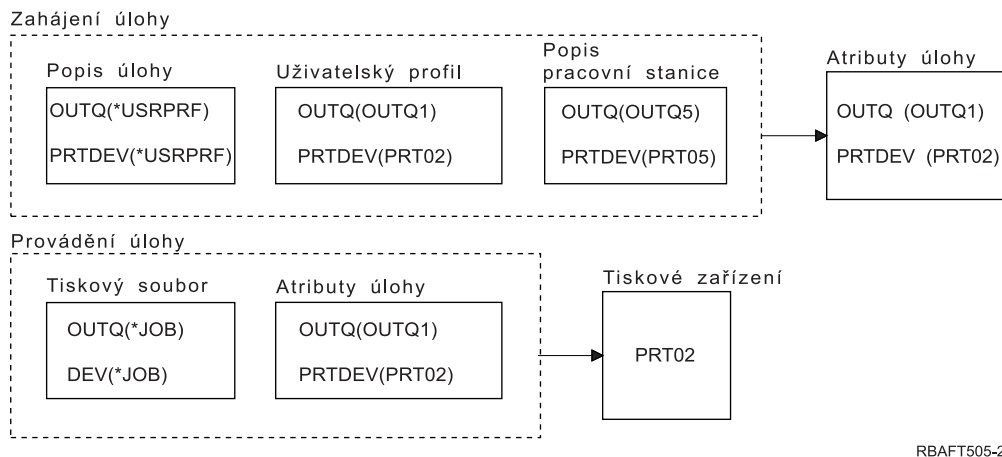 Zahájení úlohy
Popis úlohy
OUTQ(*USRPRF)
PRTDEV(*USRPRF)
Uživatelský profil
OUTQ(OUTQ1)
PRTDEV(PRT02)
Popis
pracovní stanice
OUTQ(OUTQ5)
PRTDEV(PRT05)
Atributy úlohy
OUTQ (OUTQ1)
PRTDEV (PRT02)
Provádění úlohy
Tiskový soubor
OUTQ(*JOB)
DEV(*JOB)
Atributy úlohy
OUTQ(OUTQ1)
PRTDEV(PRT02)
Tiskové zařízení
PRT02
RBAFT505-2